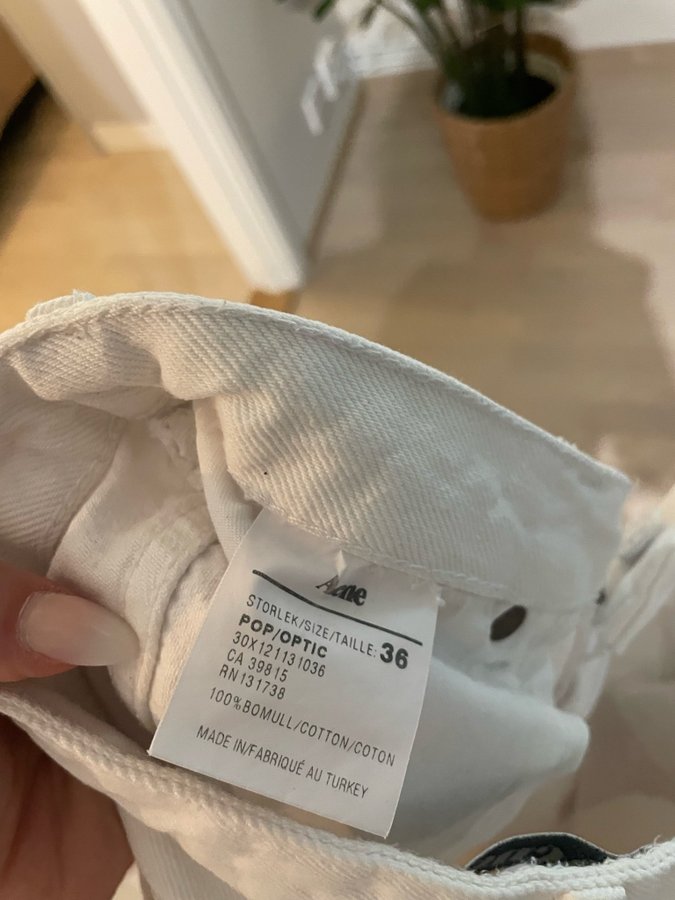 Acne
STORLEK/SIZE/TAILLE: 36
POP/OPTIC
30X121131036
CA 39815
RN131738
100%BOMULL/COTTON/COTON
MADE IN/FABRIQUÉ AU TURKEY